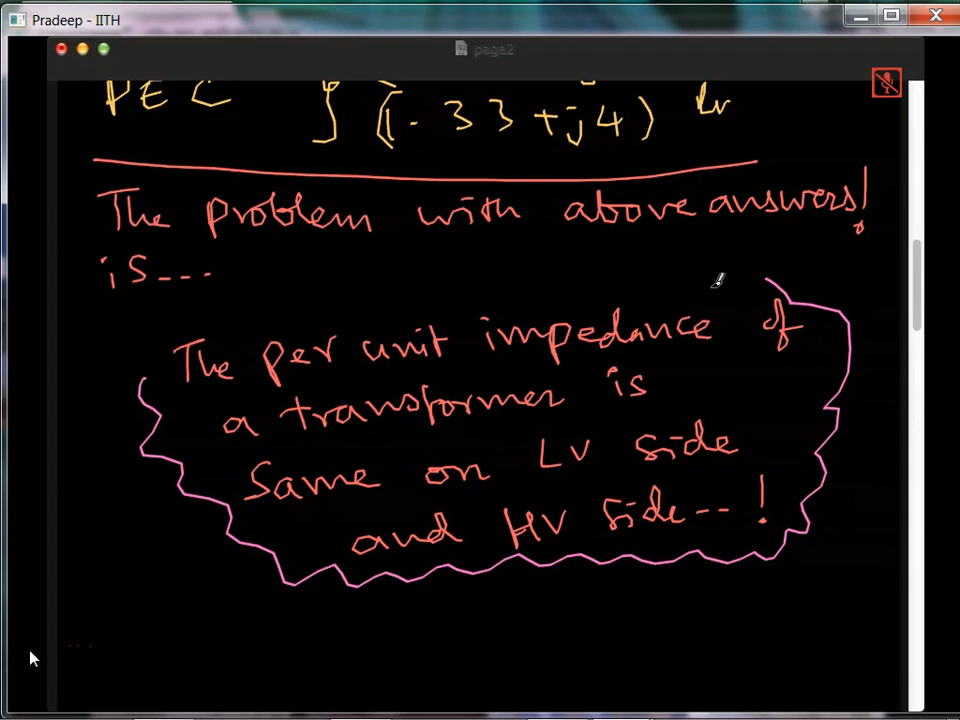 Pradeep - IITH
page2
PEC } (.33+j4) Lv
The problem with above answers!
is---
The per unit impedance of
a transformer is
Same on LV side
and HV side--!
...